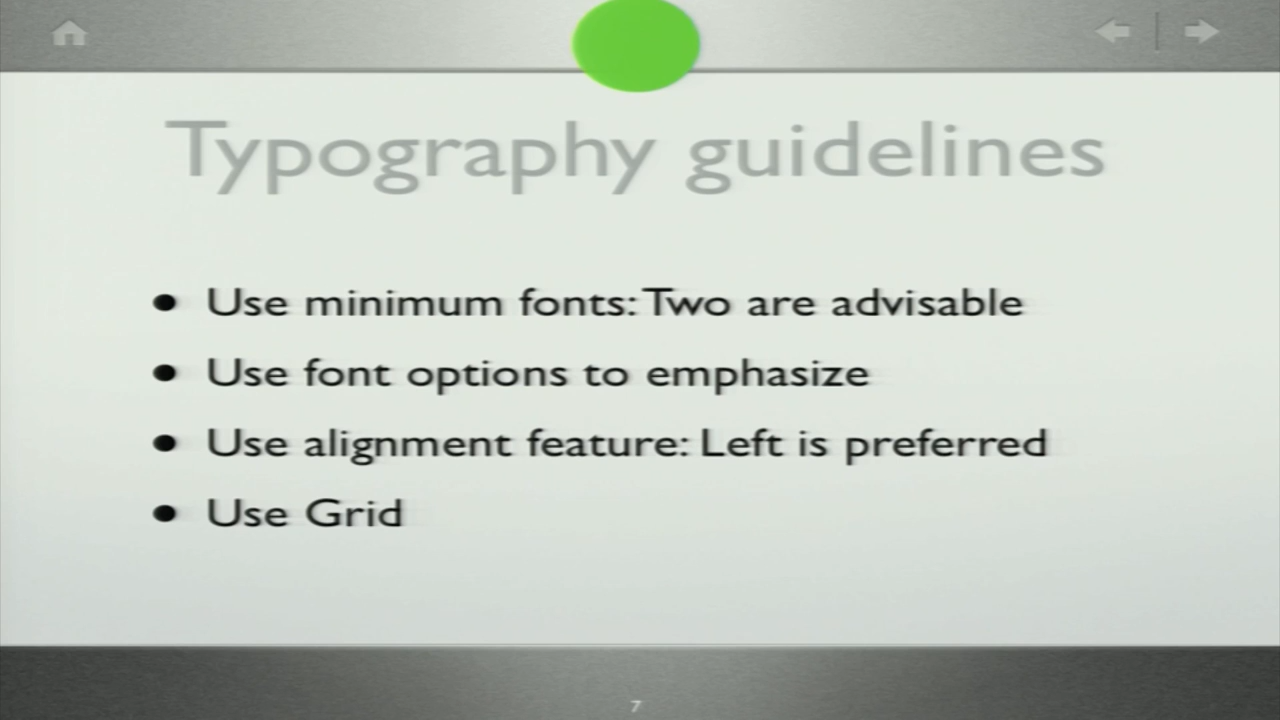 Typography guidelines
• Use minimum fonts: Two are advisable
• Use font options to emphasize
• Use alignment feature: Left is preferred
• Use Grid
7